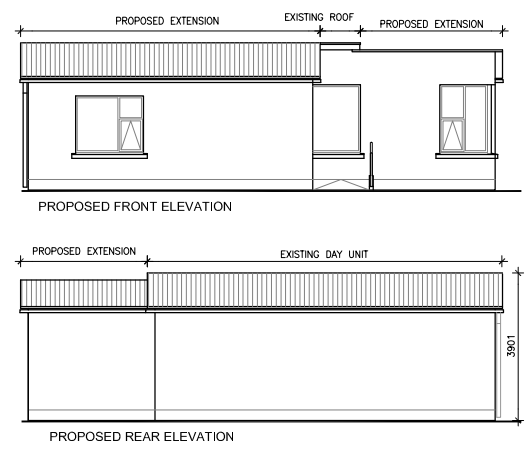 PROPOSED EXTENSION
EXISTING ROOF
PROPOSED EXTENSION
PROPOSED FRONT ELEVATION
PROPOSED EXTENSION
EXISTING DAY UNIT
3901
PROPOSED REAR ELEVATION